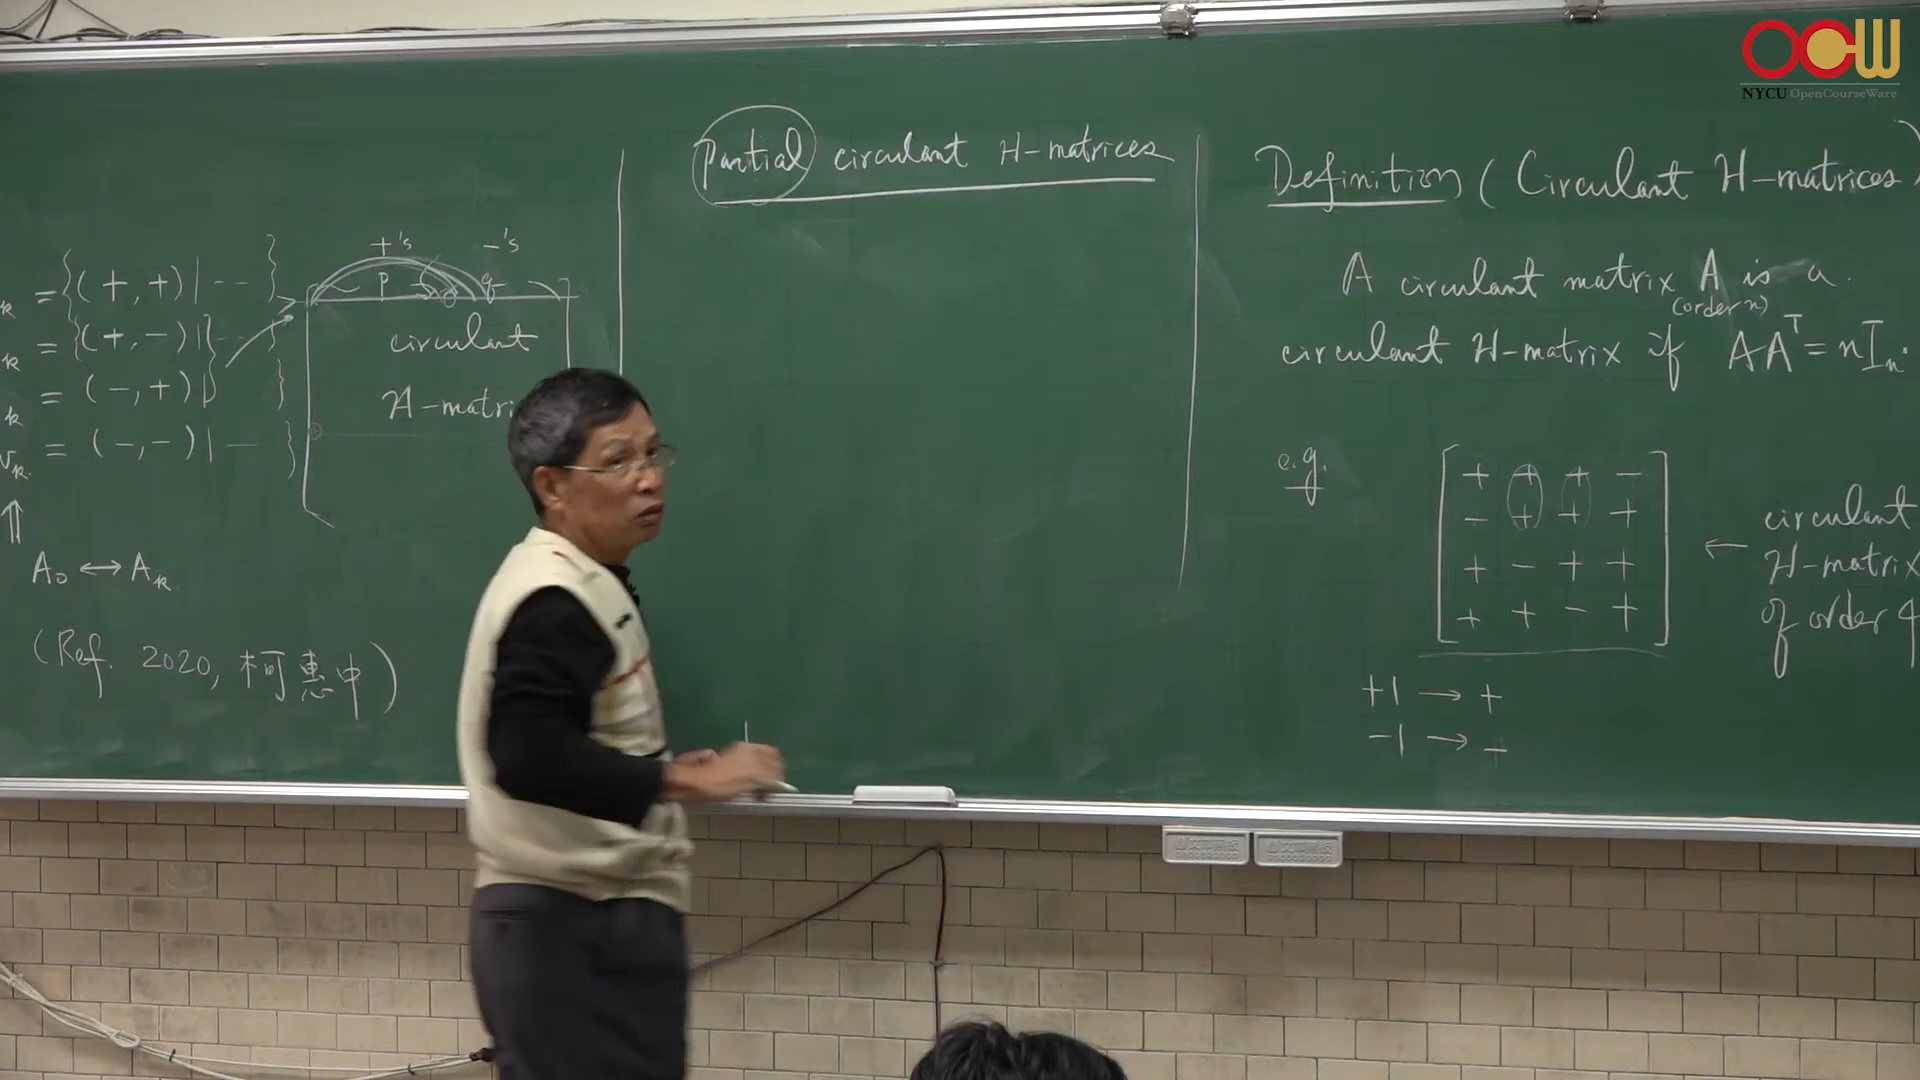 OCW
NYCU OpenCourseWare
k = {(+,+)|-- }
k = {(+,-)|-- }
k = (-,+)| }
k = (-,-)|-- }
⇑
A₀ ↔ Aₖ
(Ref. 2020, 柯惠中)
+'s -'s
p q
circulant
H-matri
Partial circulant H-matrices
Definition (Circulant H-matrices)
A circulant matrix A is a
(order n)
circulant H-matrix if AAᵀ = nIₙ.
e.g.
+ + + -
- + + +
+ - + +
+ + - +
← circulant
H-matrix
of order 4
+1 → +
-1 → -